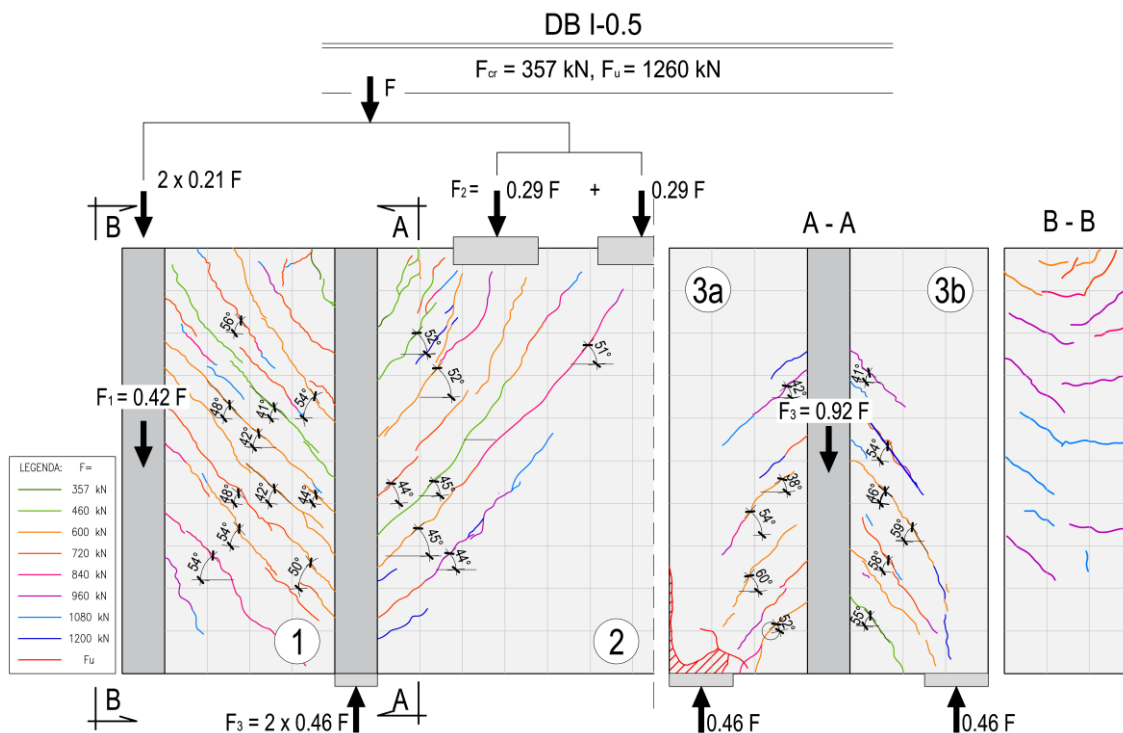 DB I-0.5
Fcr = 357 kN, Fu = 1260 kN
F
2 x 0.21 F
F2 = 0.29 F + 0.29 F
B
A
A - A
B - B
3a
3b
56°
53°
51°
52°
54°
48°
41°
42°
F1 = 0.42 F
42°
41°
F3 = 0.92 F
54°
LEGENDA: F=
357 kN
460 kN
600 kN
720 kN
840 kN
960 kN
1080 kN
1200 kN
Fu
48°
42°
44°
44°
45°
38°
46°
54°
54°
45°
44°
54°
59°
54°
50°
60°
58°
52°
55°
1
2
B
A
F3 = 2 x 0.46 F
0.46 F
0.46 F